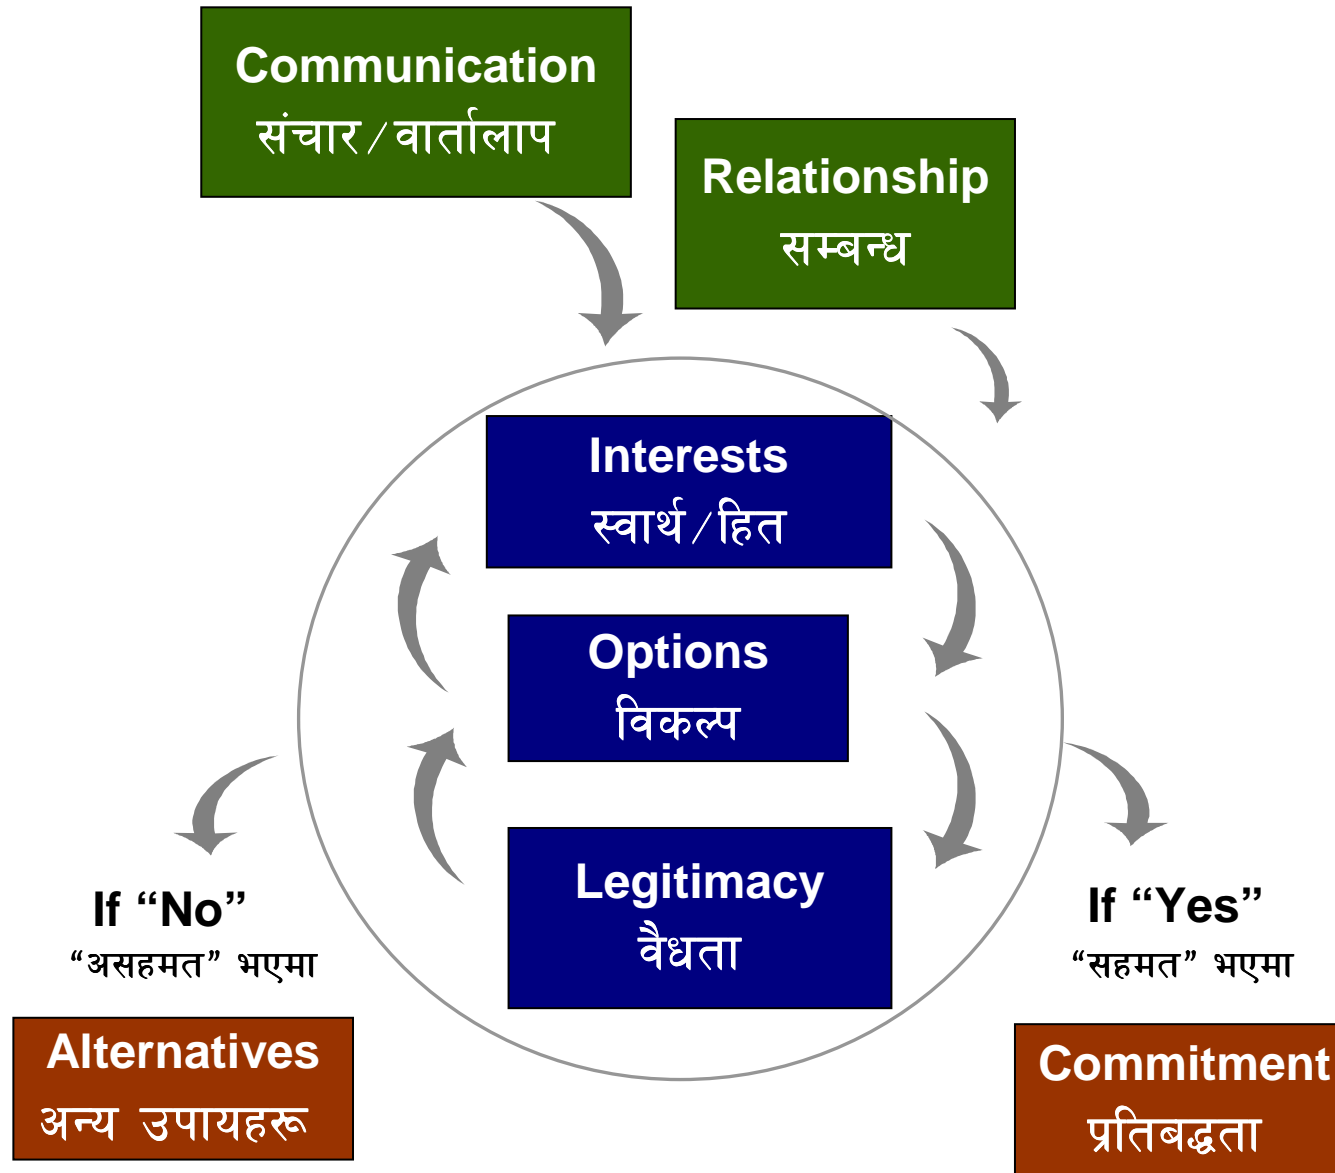 Communication
संचार/वार्तालाप
Relationship
सम्बन्ध
Interests
स्वार्थ/हित
Options
विकल्प
Legitimacy
वैधता
If “No”
“असहमत” भएमा
Alternatives
अन्य उपायहरू
If “Yes”
“सहमत” भएमा
Commitment
प्रतिबद्धता